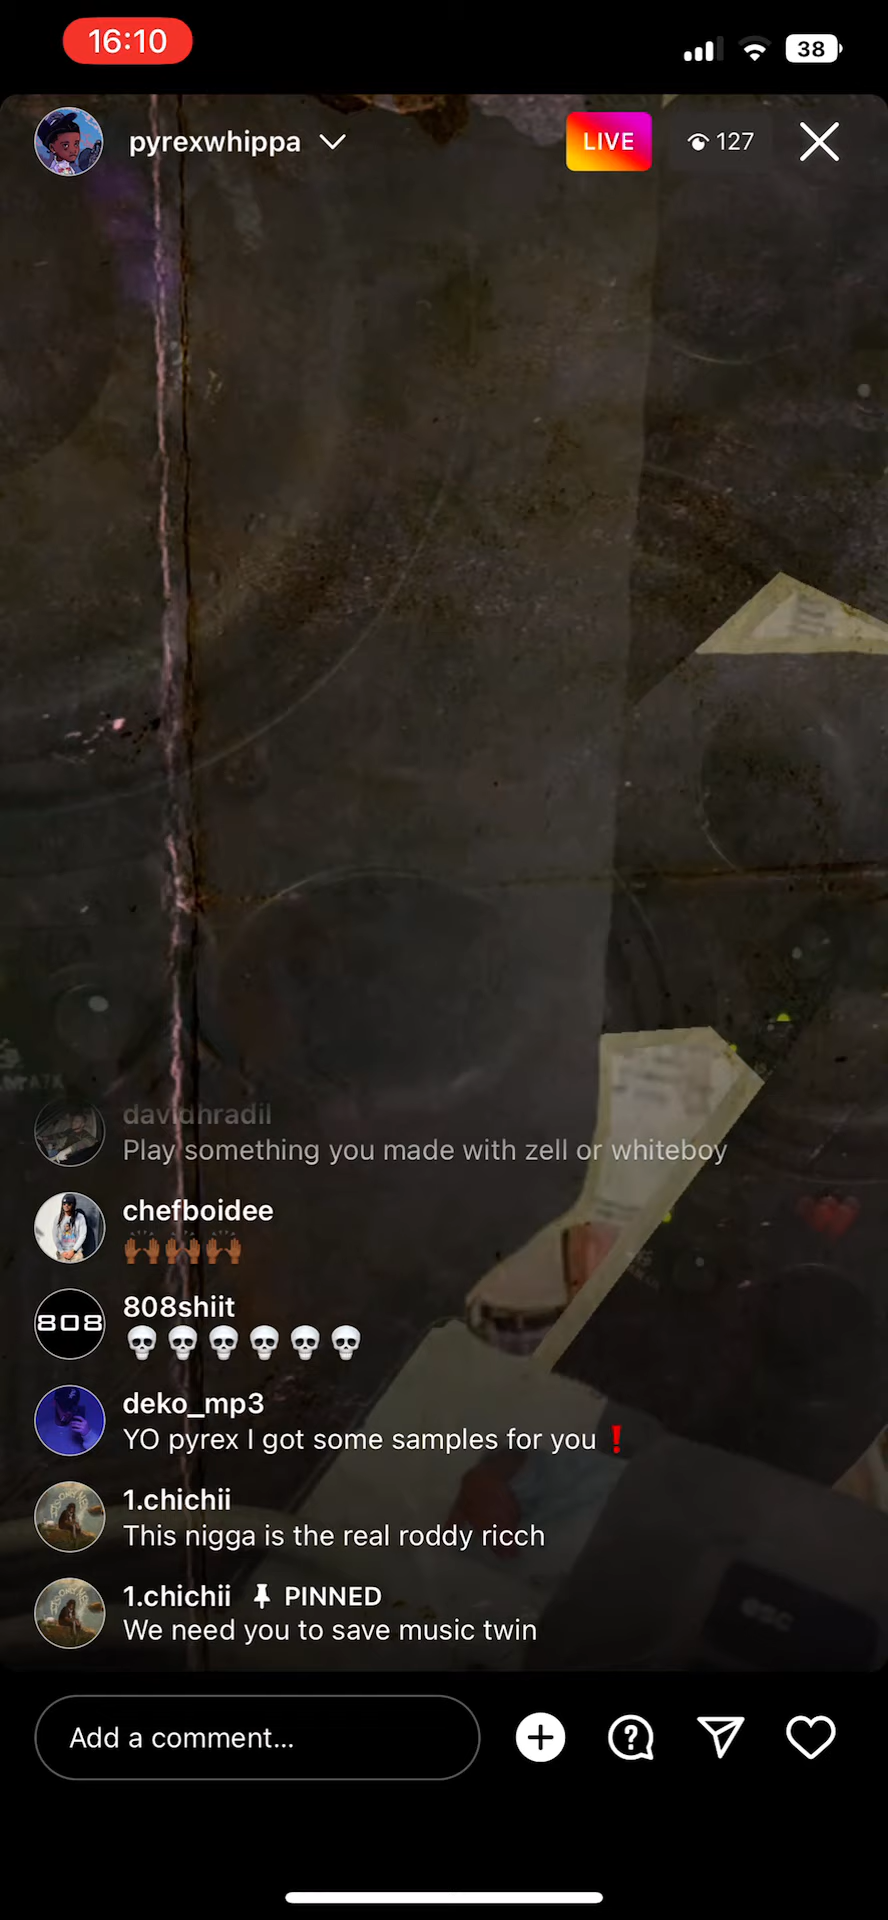 16:10
38
pyrexwhippa
LIVE
127
davidhradil
Play something you made with zell or whiteboy
chefboidee
🙌🏾🙌🏾🙌🏾
808
808shiit
💀💀💀💀💀💀
deko_mp3
YO pyrex I got some samples for you❗
1.chichii
This nigga is the real roddy ricch
1.chichii PINNED
We need you to save music twin
esc
Add a comment...